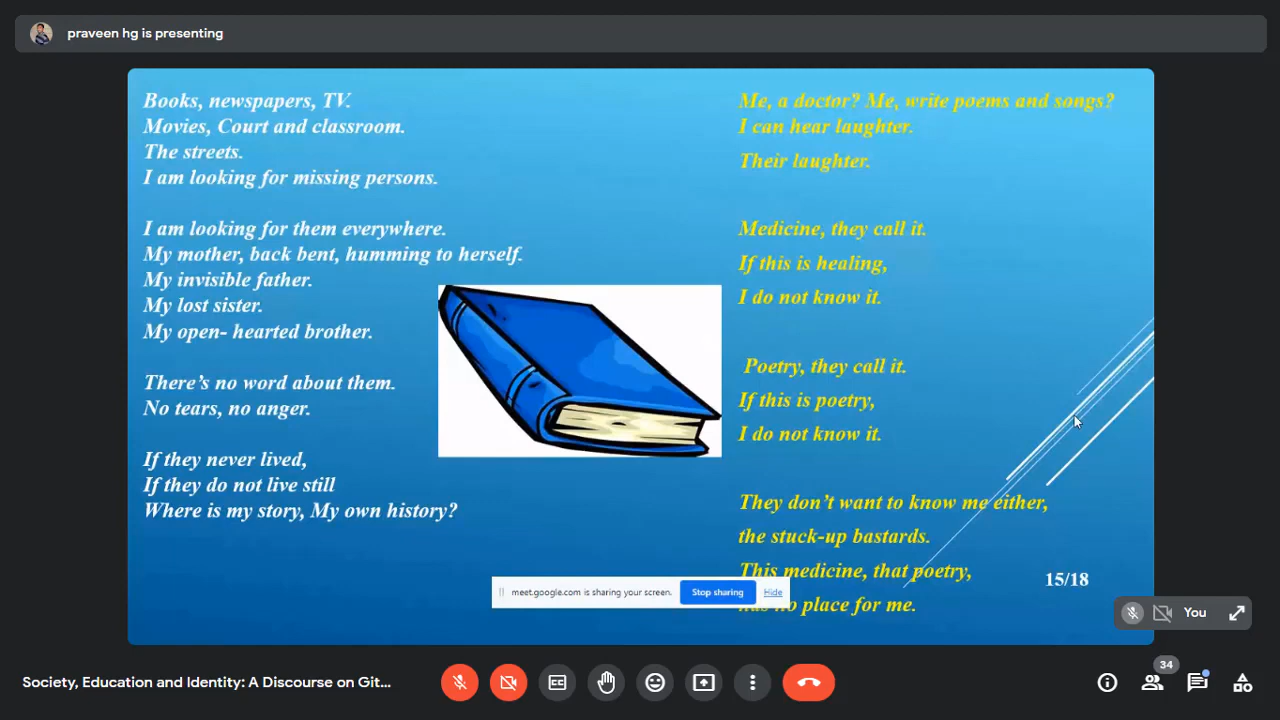 praveen hg is presenting
Books, newspapers, TV.
Movies, Court and classroom.
The streets.
I am looking for missing persons.
I am looking for them everywhere.
My mother, back bent, humming to herself.
My invisible father.
My lost sister.
My open- hearted brother.
There's no word about them.
No tears, no anger.
If they never lived,
If they do not live still
Where is my story, My own history?
Me, a doctor? Me, write poems and songs?
I can hear laughter.
Their laughter.
Medicine, they call it.
If this is healing,
I do not know it.
Poetry, they call it.
If this is poetry,
I do not know it.
They don't want to know me either,
the stuck-up bastards.
This medicine, that poetry,
no place for me.
15/18
meet.google.com is sharing your screen.
Stop sharing
Hide
You
Society, Education and Identity: A Discourse on Git...
34